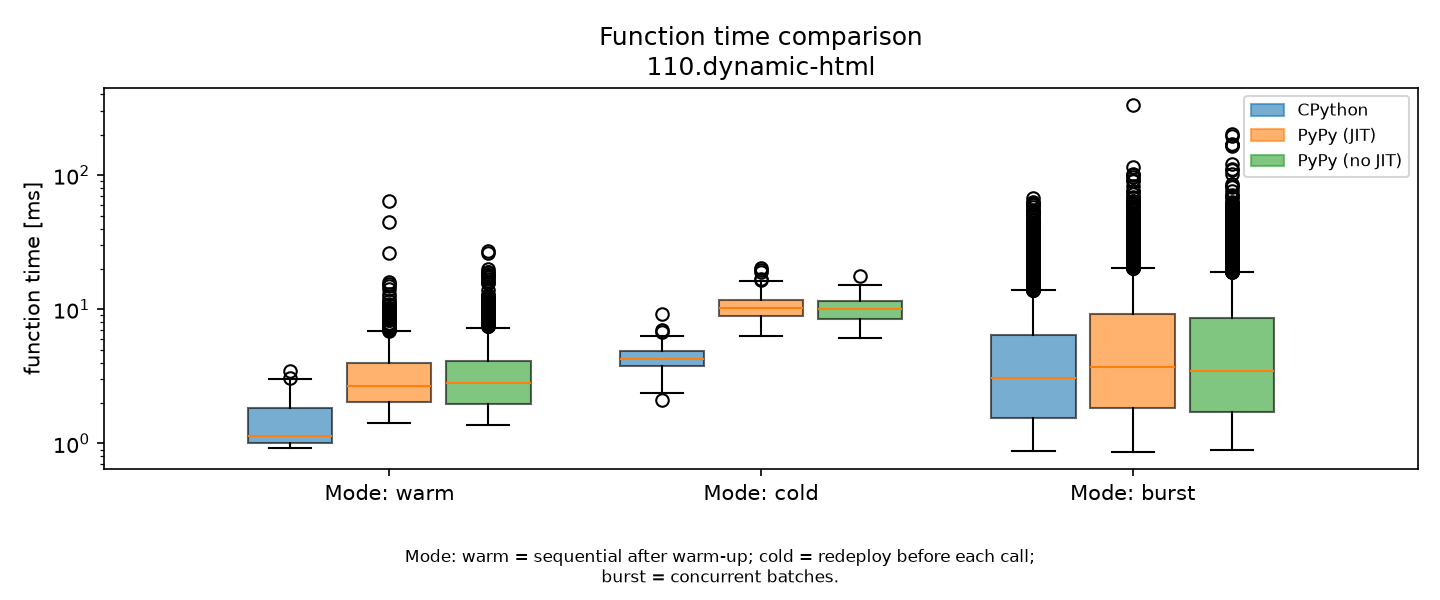 Function time comparison
110.dynamic-html
function time [ms]
10²
10¹
10⁰
CPython
PyPy (JIT)
PyPy (no JIT)
Mode: warm
Mode: cold
Mode: burst
Mode: warm = sequential after warm-up; cold = redeploy before each call;
burst = concurrent batches.